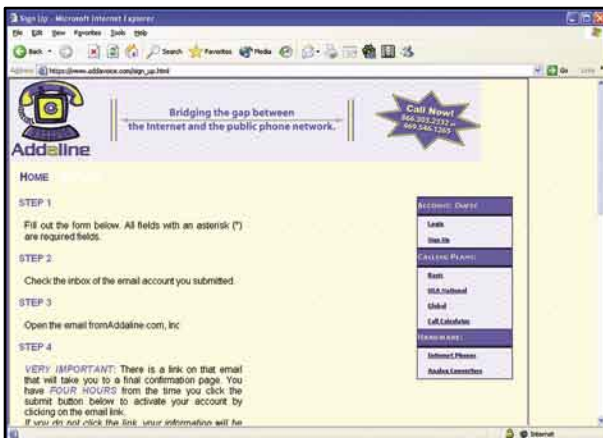 Sign Up - Microsoft Internet Explorer
File Edit View Favorites Tools Help
Back Search Favorites Media
Address https://www.addavoice.com/sign_up.html Go Links
Bridging the gap between
the Internet and the public phone network.
Call Now!
Addaline
HOME
STEP 1
Fill out the form below. All fields with an asterisk (*)
are required fields.
STEP 2
Check the inbox of the email account you submitted.
STEP 3
Open the email fromAddaline.com, Inc
STEP 4
VERY IMPORTANT: There is a link on that email
that will take you to a final confirmation page. You
have FOUR HOURS from the time you click the
submit button below to activate your account by
clicking on the email link.
If you do not click the link, your information will be
ACCOUNT
Login
Sign Up
CALLING PLANS:
Basic
USA National
Global
Call Calculator
HARDWARE:
Internet Phones
Analog Converters
Internet